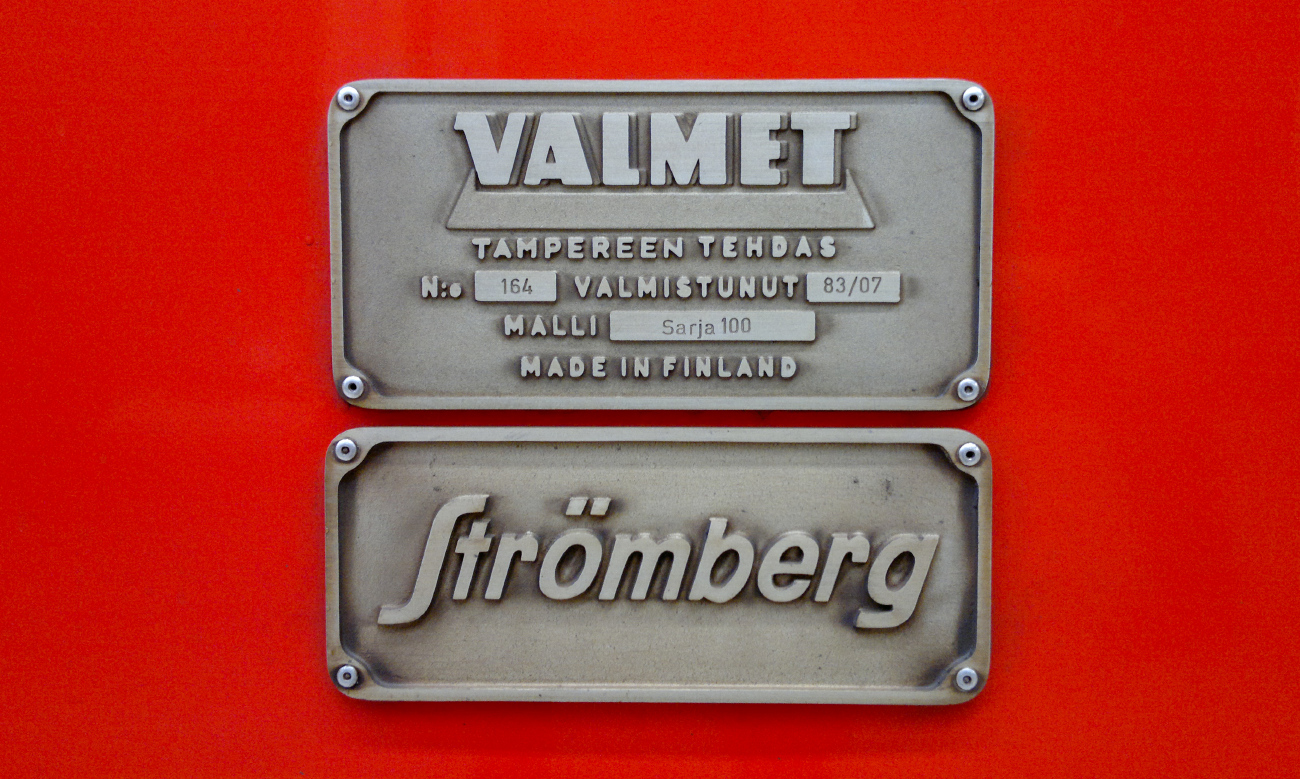 VALMET
TAMPEREEN TEHDAS
N:o 164 VALMISTUNUT 83/07
MALLI Sarja 100
MADE IN FINLAND
Strömberg